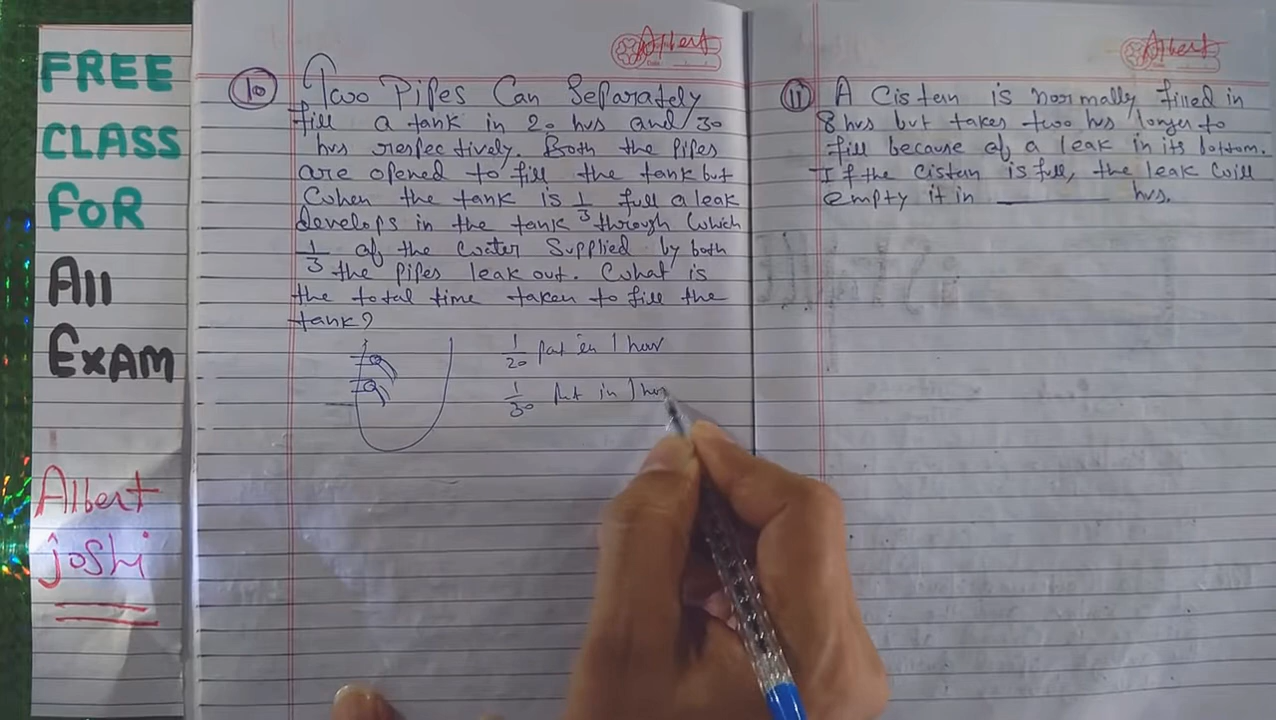 FREE
CLASS
FOR
All
ExAM
Albert
joshi
Albert
10 Two Pipes Can Separately
fill a tank in 20 hrs and 30
hrs respectively. Both the Pipes
are opened to fill the tank but
when the tank is 1/3 full a leak
develops in the tank through which
1/3 of the water Supplied by both
the pipes leak out. What is
the total time taken to fill the
tank?
1/20 Part in 1 hour
1/30 Part in 1 hour
Albert
11 A Cistern is normally filled in
8 hrs but takes two hrs longer to
fill because of a leak in its bottom.
If the cistern is full, the leak will
empty it in ______ hrs.